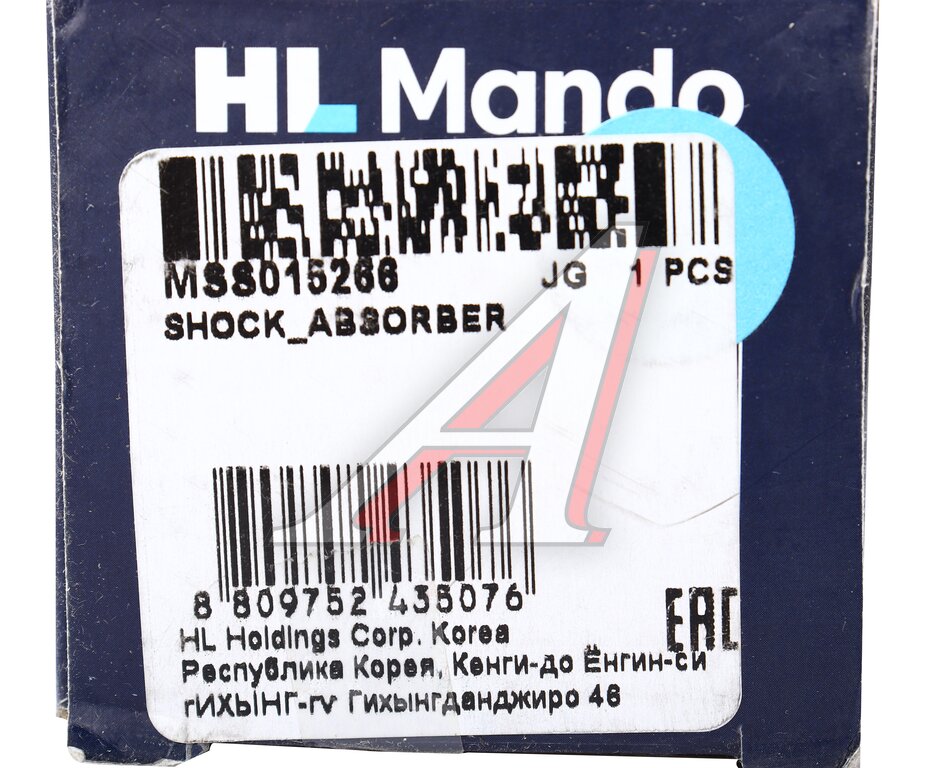 HL Mando
MSS015266 JG 1 PCS
SHOCK_ABSORBER
8 809752 435076
HL Holdings Corp. Korea
Республика Корея, Кенги-до Ёнгин-си
гИХЫНГ-гу Гихынгданджиро 46
EAC